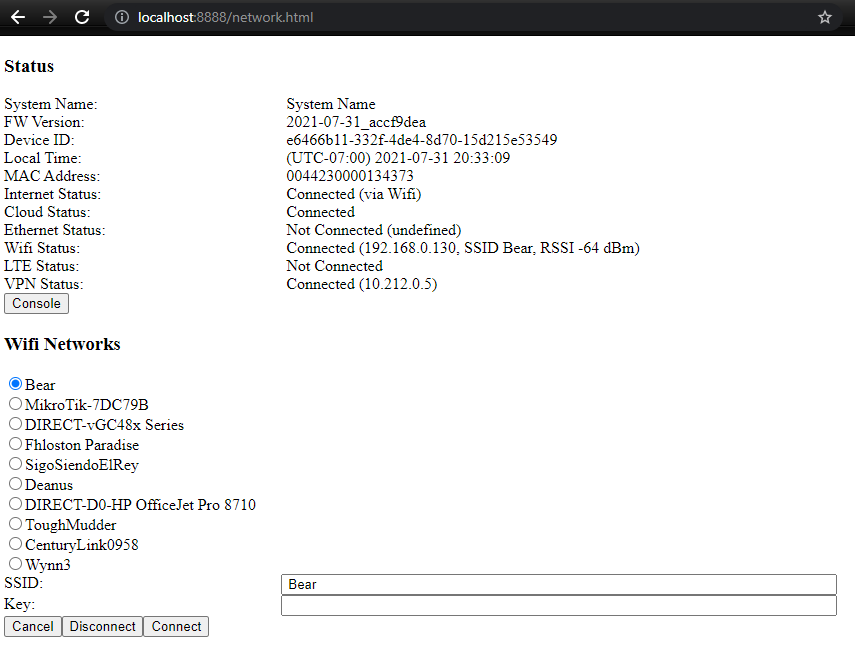 localhost:8888/network.html
Status
System Name: System Name
FW Version: 2021-07-31_accf9dea
Device ID: e6466b11-332f-4de4-8d70-15d215e53549
Local Time: (UTC-07:00) 2021-07-31 20:33:09
MAC Address: 0044230000134373
Internet Status: Connected (via Wifi)
Cloud Status: Connected
Ethernet Status: Not Connected (undefined)
Wifi Status: Connected (192.168.0.130, SSID Bear, RSSI -64 dBm)
LTE Status: Not Connected
VPN Status: Connected (10.212.0.5)
Console
Wifi Networks
Bear
MikroTik-7DC79B
DIRECT-vGC48x Series
Fhloston Paradise
SigoSiendoElRey
Deanus
DIRECT-D0-HP OfficeJet Pro 8710
ToughMudder
CenturyLink0958
Wynn3
SSID: Bear
Key:
Cancel Disconnect Connect